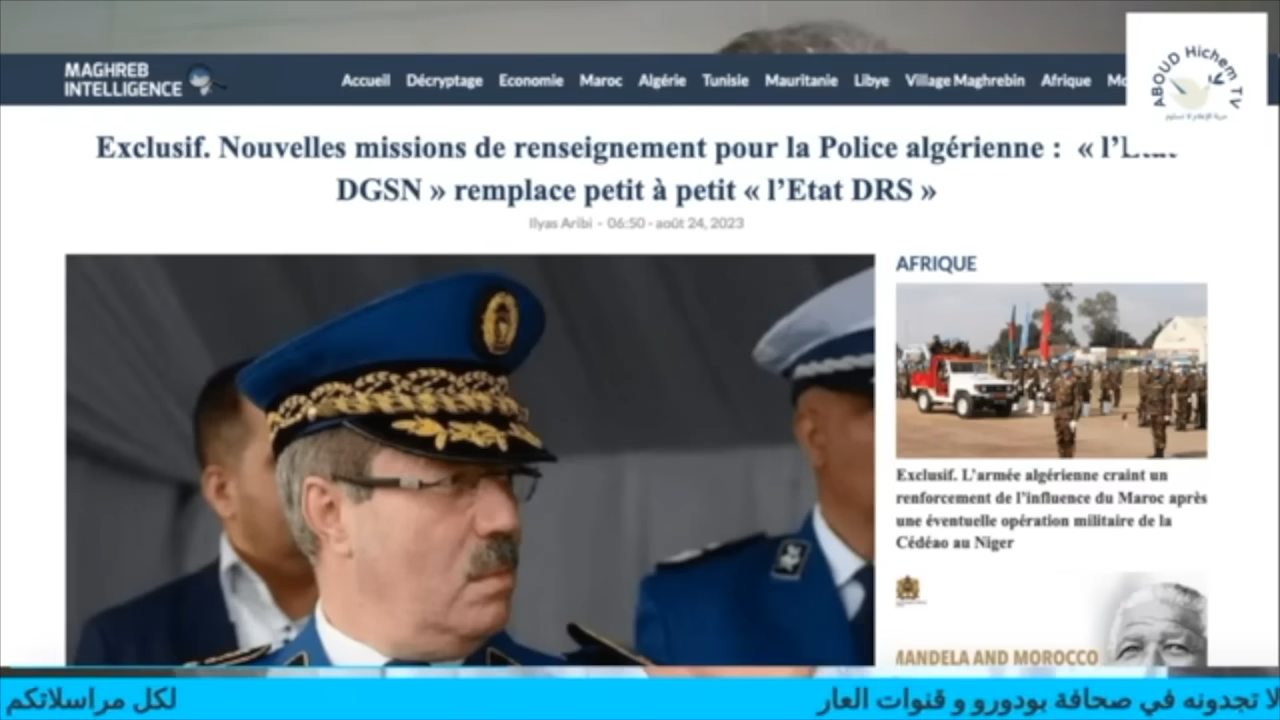 MAGHREB
INTELLIGENCE
Accueil Décryptage Economie Maroc Algérie Tunisie Mauritanie Libye Village Maghrebin Afrique
ABOUD Hichem TV
Exclusif. Nouvelles missions de renseignement pour la Police algérienne : « l’Etat
DGSN » remplace petit à petit « l’Etat DRS »
Ilyas Aribi - 06:50 - août 24, 2023
AFRIQUE
Exclusif. L’armée algérienne craint un
renforcement de l’influence du Maroc après
une éventuelle opération militaire de la
Cédéao au Niger
MANDELA AND MOROCCO
لا تجدونه في صحافة بودورو و قنوات العار
لكل مراسلاتكم